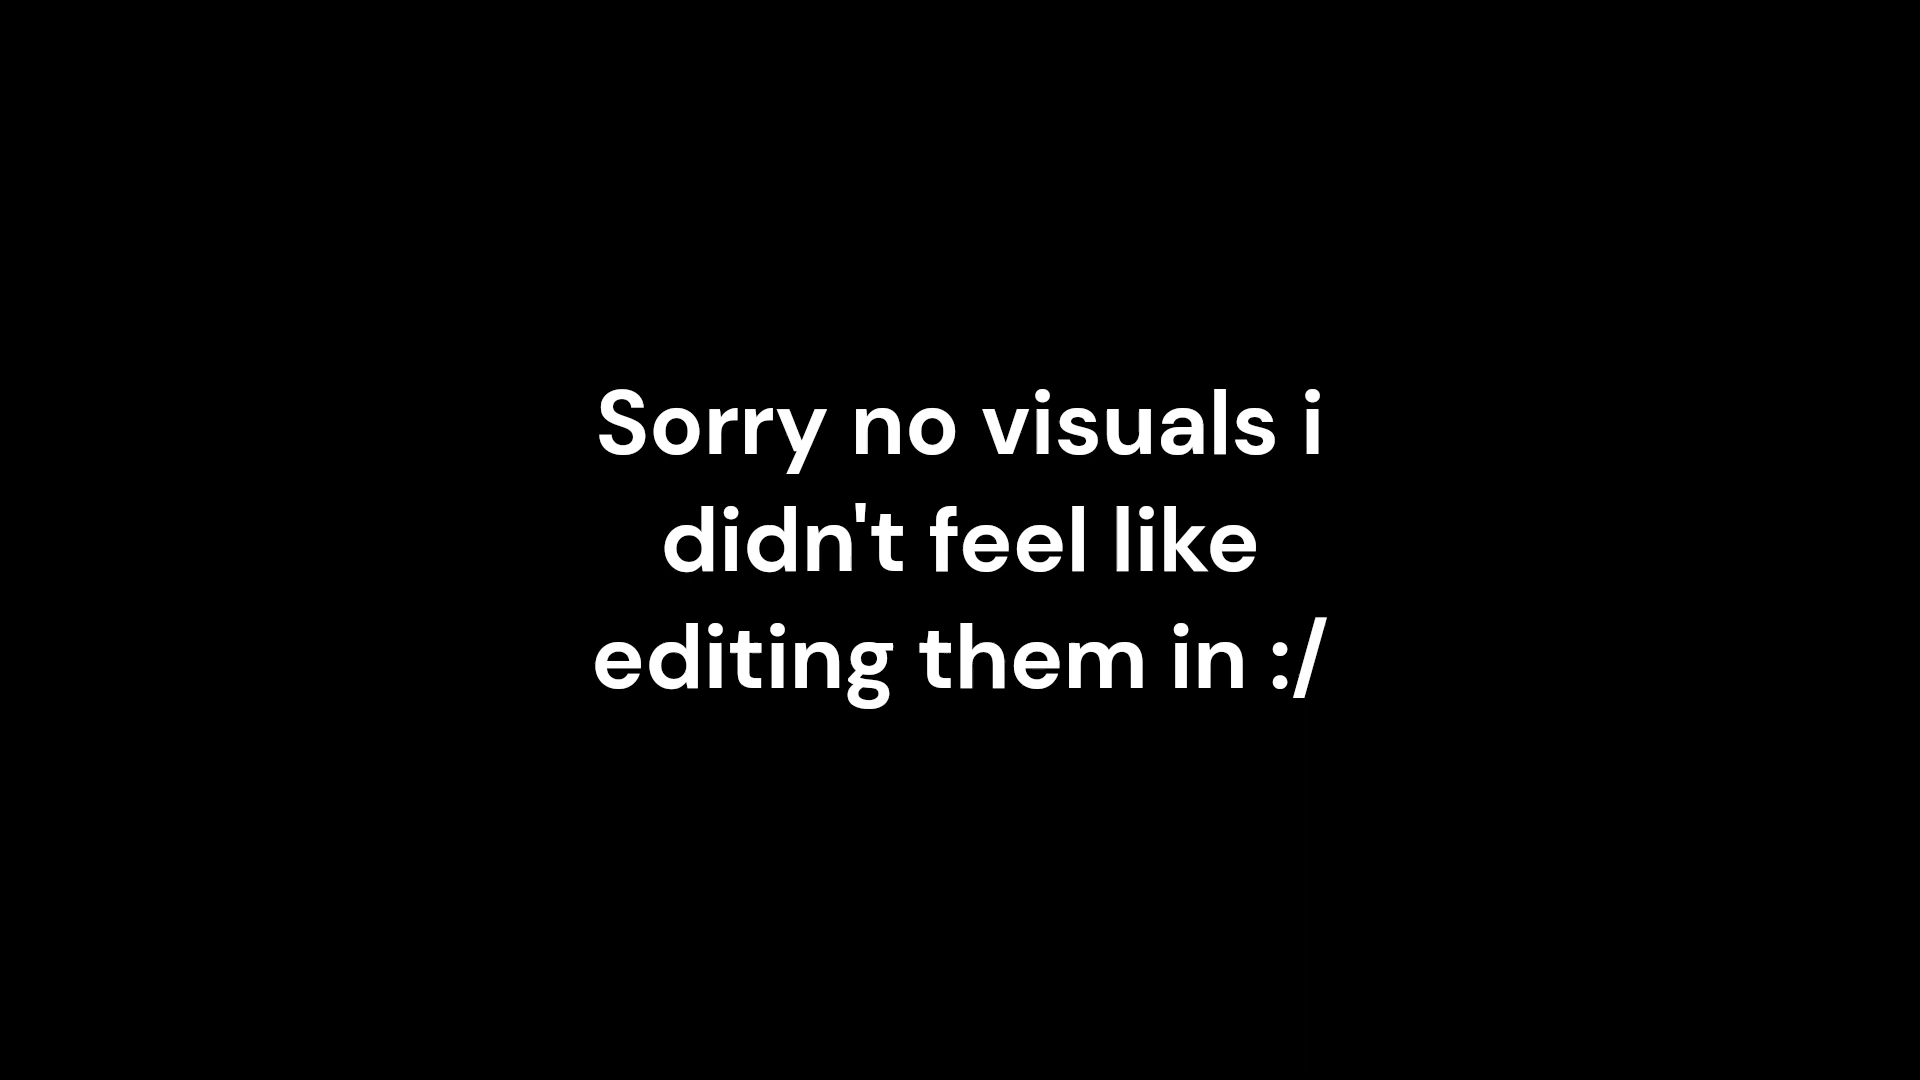 Sorry no visuals i
didn't feel like
editing them in :/